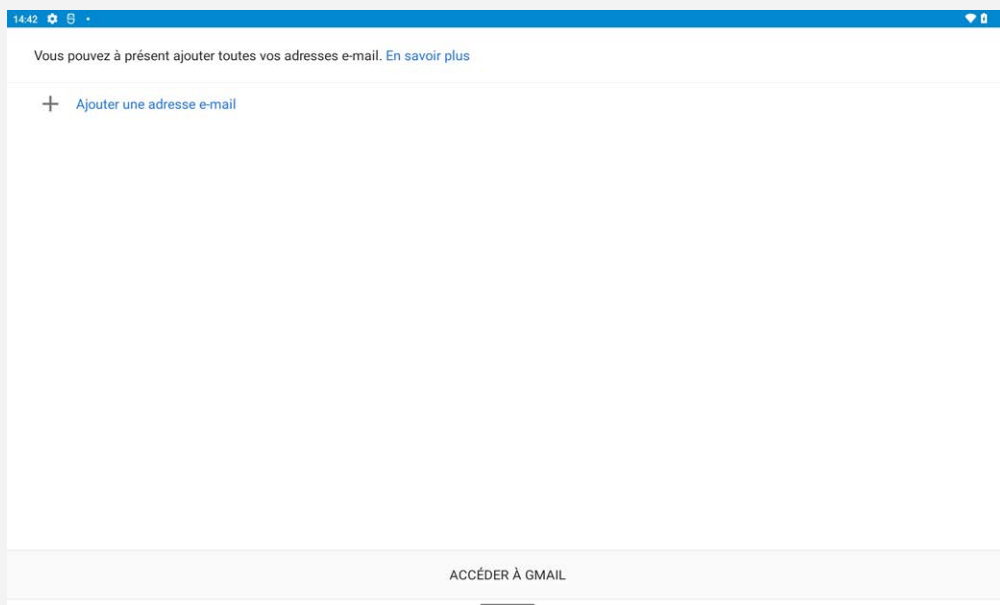 14:42
Vous pouvez à présent ajouter toutes vos adresses e-mail. En savoir plus
Ajouter une adresse e-mail
ACCÉDER À GMAIL